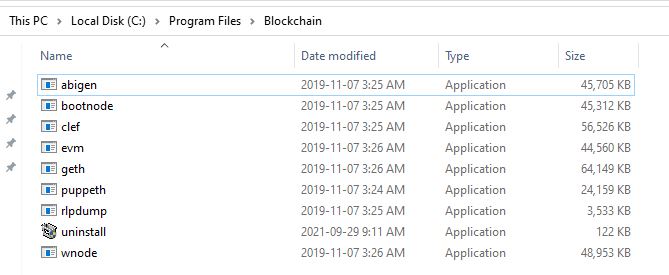 This PC > Local Disk (C:) > Program Files > Blockchain
Name Date modified Type Size
abigen 2019-11-07 3:25 AM Application 45,705 KB
bootnode 2019-11-07 3:25 AM Application 45,312 KB
clef 2019-11-07 3:25 AM Application 56,526 KB
evm 2019-11-07 3:26 AM Application 44,560 KB
geth 2019-11-07 3:26 AM Application 64,149 KB
puppeth 2019-11-07 3:24 AM Application 24,159 KB
rlpdump 2019-11-07 3:25 AM Application 3,533 KB
uninstall 2021-09-29 9:11 AM Application 122 KB
wnode 2019-11-07 3:26 AM Application 48,953 KB